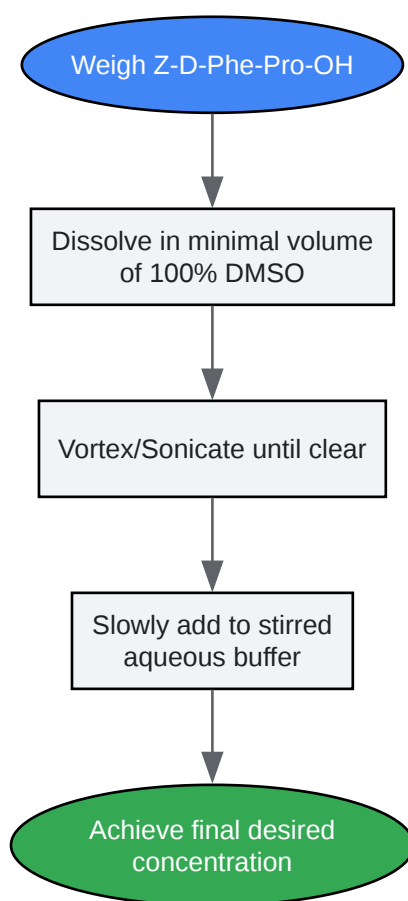 Weigh Z-D-Phe-Pro-OH
Dissolve in minimal volume
of 100% DMSO
Vortex/Sonicate until clear
Slowly add to stirred
aqueous buffer
Achieve final desired
concentration